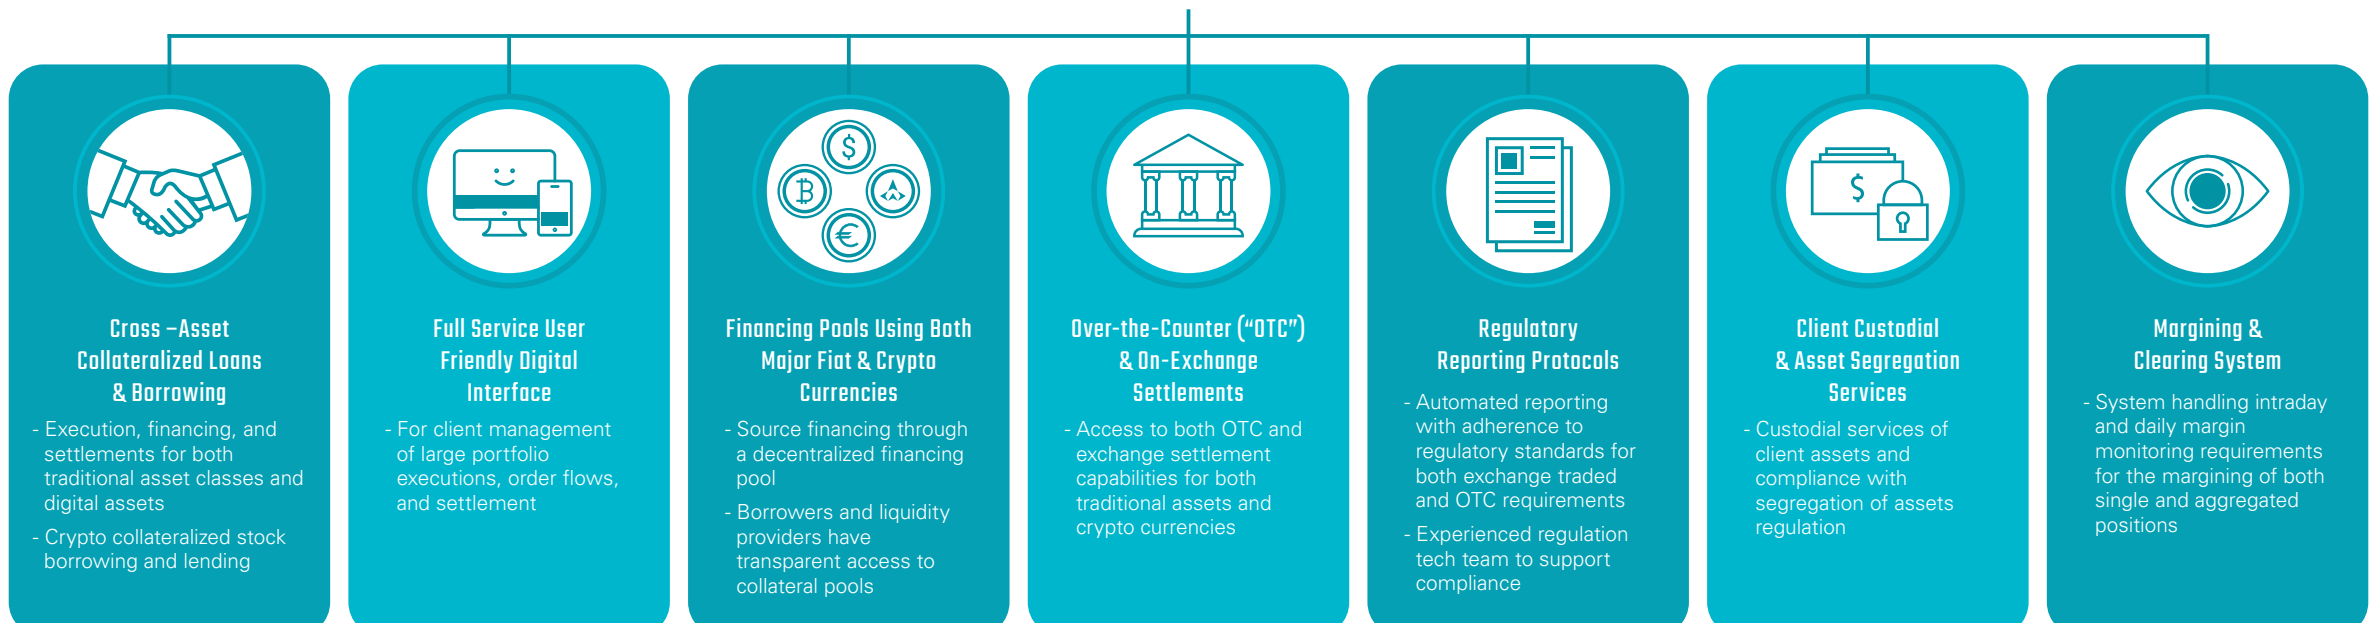 Cross –Asset
Collateralized Loans
& Borrowing
- Execution, financing, and
settlements for both
traditional asset classes and
digital assets
- Crypto collateralized stock
borrowing and lending
Full Service User
Friendly Digital
Interface
- For client management
of large portfolio
executions, order flows,
and settlement
Financing Pools Using Both
Major Fiat & Crypto
Currencies
- Source financing through
a decentralized financing
pool
- Borrowers and liquidity
providers have
transparent access to
collateral pools
Over-the-Counter (“OTC”)
& On-Exchange
Settlements
- Access to both OTC and
exchange settlement
capabilities for both
traditional assets and
crypto currencies
Regulatory
Reporting Protocols
- Automated reporting
with adherence to
regulatory standards for
both exchange traded
and OTC requirements
- Experienced regulation
tech team to support
compliance
Client Custodial
& Asset Segregation
Services
- Custodial services of
client assets and
compliance with
segregation of assets
regulation
Margining &
Clearing System
- System handling intraday
and daily margin
monitoring requirements
for the margining of both
single and aggregated
positions